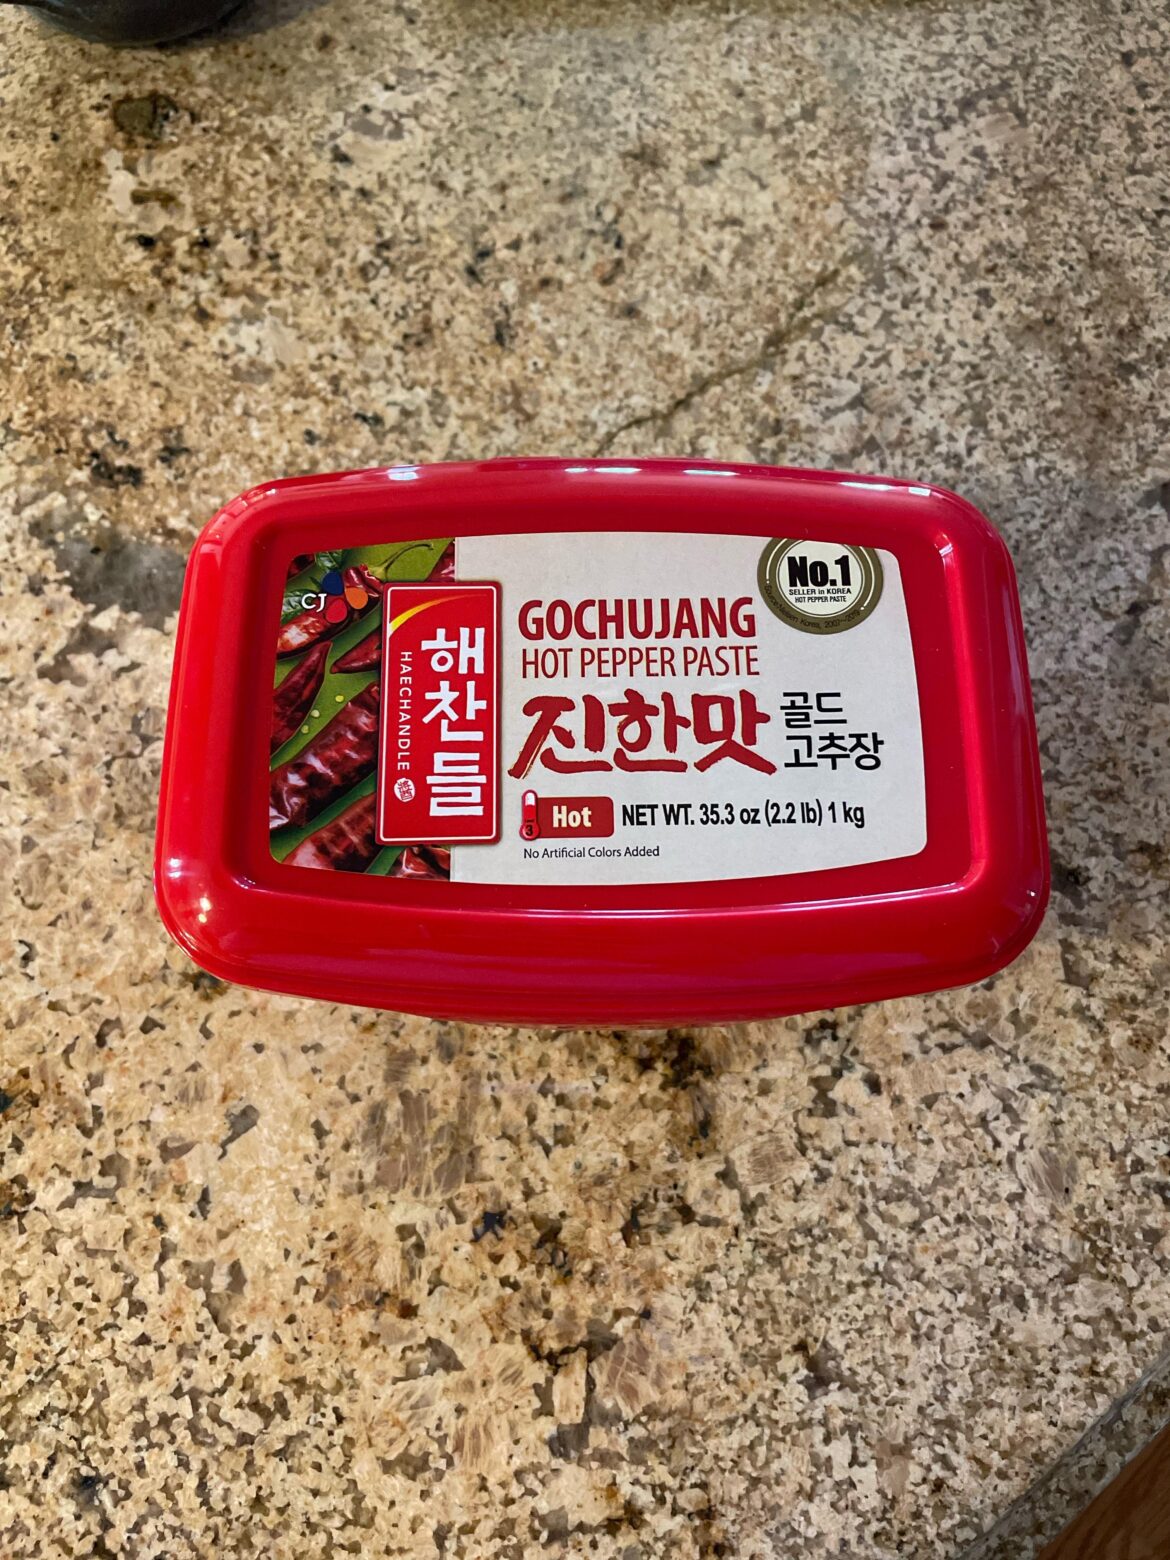 CJ
해찬들
HAECHANDLE
GOCHUJANG
HOT PEPPER PASTE
진한맛 골드
고추장
3 Hot NET WT. 35.3 oz (2.2 lb) 1 kg
No Artificial Colors Added
No.1
SELLER in KOREA
HOT PEPPER PASTE